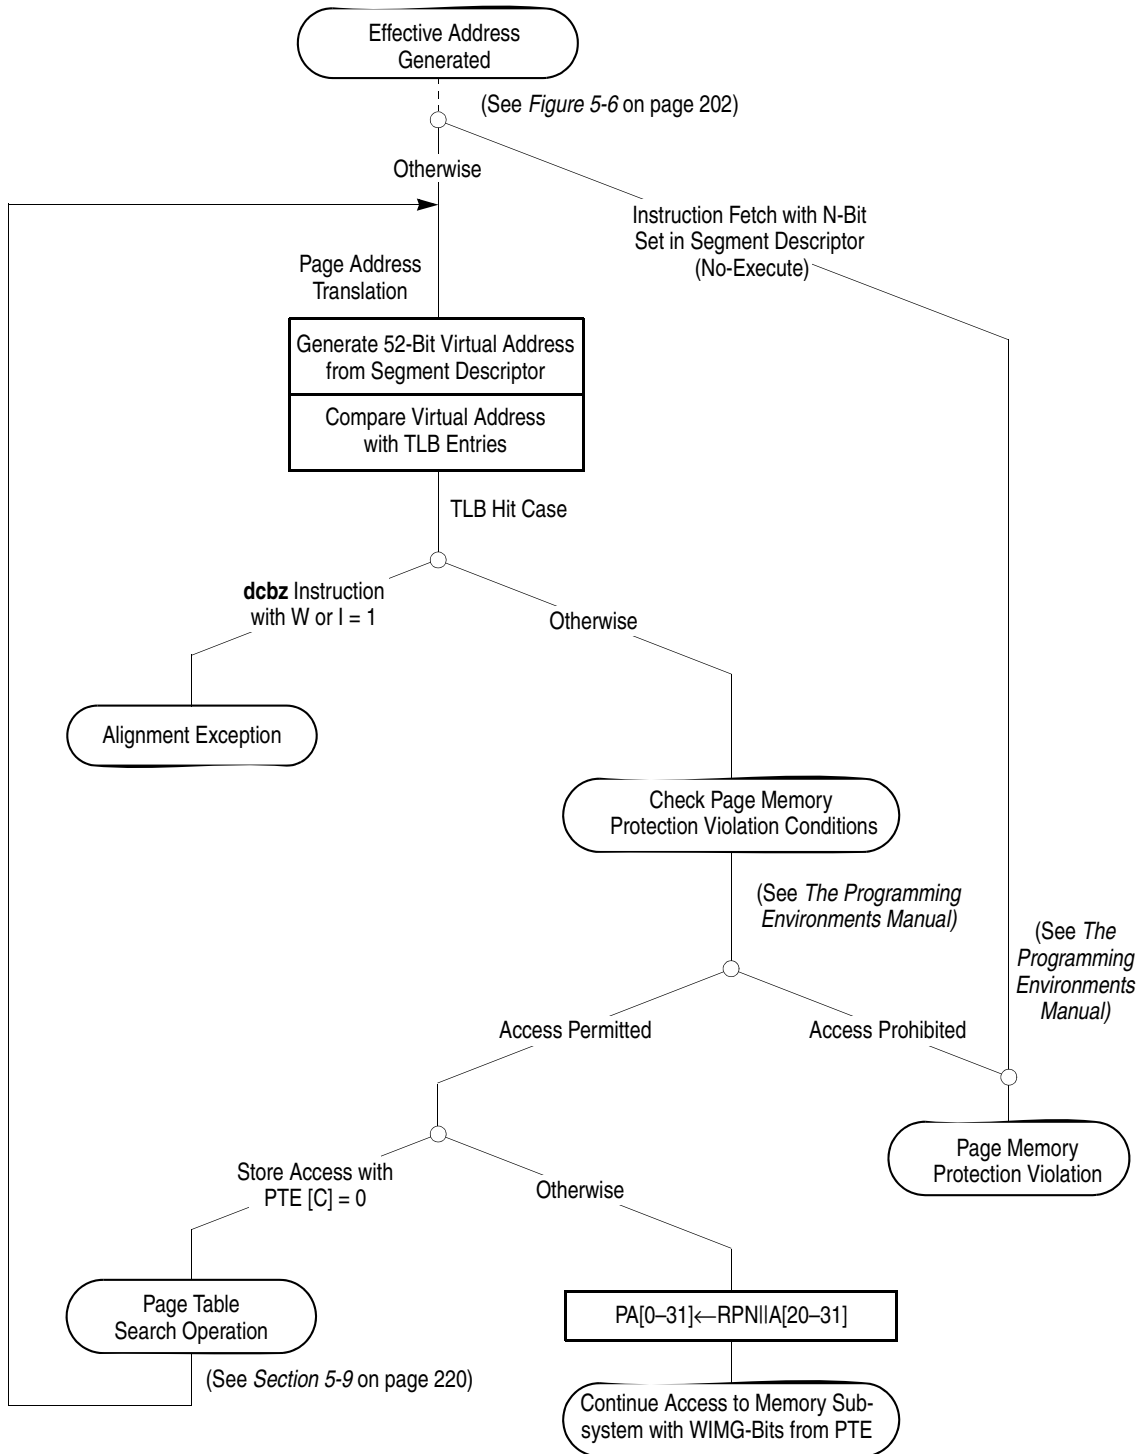 Effective Address
Generated
(See Figure 5-6 on page 202)
Otherwise
Instruction Fetch with N-Bit
Set in Segment Descriptor
(No-Execute)
Page Address
Translation
Generate 52-Bit Virtual Address
from Segment Descriptor
Compare Virtual Address
with TLB Entries
TLB Hit Case
dcbz Instruction
with W or I = 1
Otherwise
Alignment Exception
Check Page Memory
Protection Violation Conditions
(See The Programming
Environments Manual)
(See The
Programming
Environments
Manual)
Access Permitted
Access Prohibited
Page Memory
Protection Violation
Store Access with
PTE [C] = 0
Otherwise
Page Table
Search Operation
PA[0–31]←RPN||A[20–31]
(See Section 5-9 on page 220)
Continue Access to Memory Sub-
system with WIMG-Bits from PTE